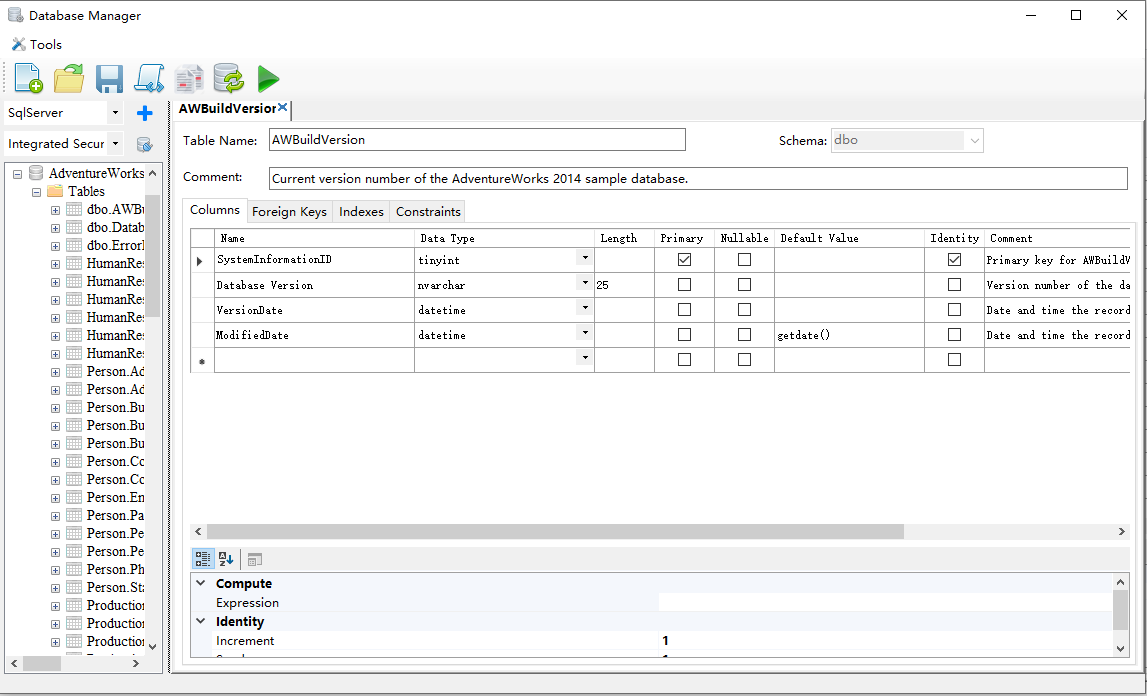 Database Manager
Tools
SqlServer
Integrated Secur
AdventureWorks
Tables
dbo.AWBu
dbo.Datab
dbo.Errorl
HumanRes
HumanRes
HumanRes
HumanRes
HumanRes
HumanRes
Person.Ad
Person.Ad
Person.Bu
Person.Bu
Person.Bu
Person.Co
Person.Co
Person.En
Person.Pa
Person.Pe
Person.Pe
Person.Ph
Person.Sta
Production
Production
Production
AWBuildVersion
Table Name: AWBuildVersion Schema: dbo
Comment: Current version number of the AdventureWorks 2014 sample database.
Columns Foreign Keys Indexes Constraints
Name Data Type Length Primary Nullable Default Value Identity Comment
SystemInformationID tinyint Primary key for AWBuildV
Database Version nvarchar 25 Version number of the da
VersionDate datetime Date and time the record
ModifiedDate datetime getdate() Date and time the record
Compute
Expression
Identity
Increment 1